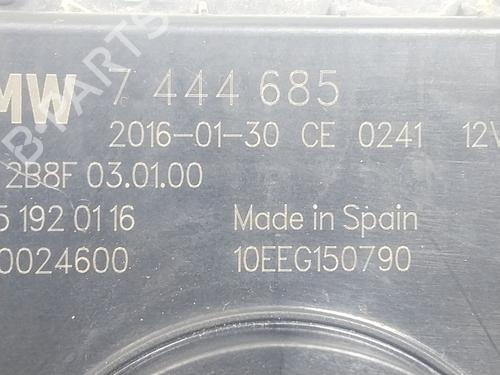 MW 7 444 685
2016-01-30 CE 0241 12V
2B8F 03.01.00
5 192 01 16 Made in Spain
0024600 10EEG150790
B-PARTS